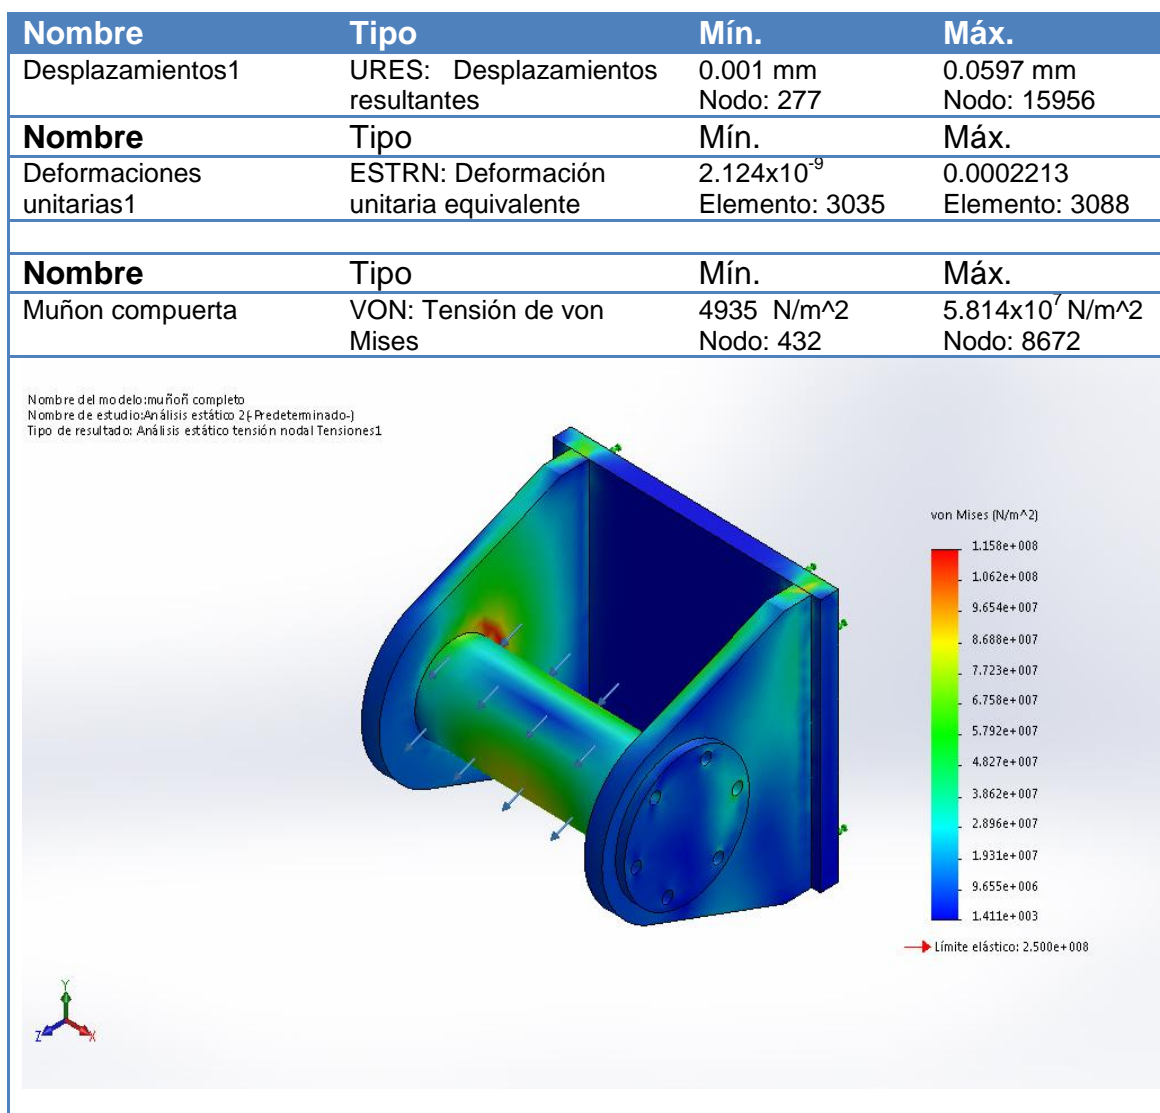 Nombre Tipo Mín. Máx.
Desplazamientos1 URES: Desplazamientos 0.001 mm 0.0597 mm
resultantes Nodo: 277 Nodo: 15956
Nombre Tipo Mín. Máx.
Deformaciones ESTRN: Deformación 2.124x10⁻⁹ 0.0002213
unitarias1 unitaria equivalente Elemento: 3035 Elemento: 3088
Nombre Tipo Mín. Máx.
Muñon compuerta VON: Tensión de von 4935 N/m^2 5.814x10⁷ N/m^2
Mises Nodo: 432 Nodo: 8672
Nombre del modelo:muñoñ completo
Nombre de estudio:Análisis estático 2(-Predeterminado-)
Tipo de resultado: Análisis estático tensión nodal Tensiones1
von Mises (N/m^2)
1.158e+008
1.062e+008
9.654e+007
8.688e+007
7.723e+007
6.758e+007
5.792e+007
4.827e+007
3.862e+007
2.896e+007
1.931e+007
9.655e+006
1.411e+003
Límite elástico: 2.500e+008
Y
Z X